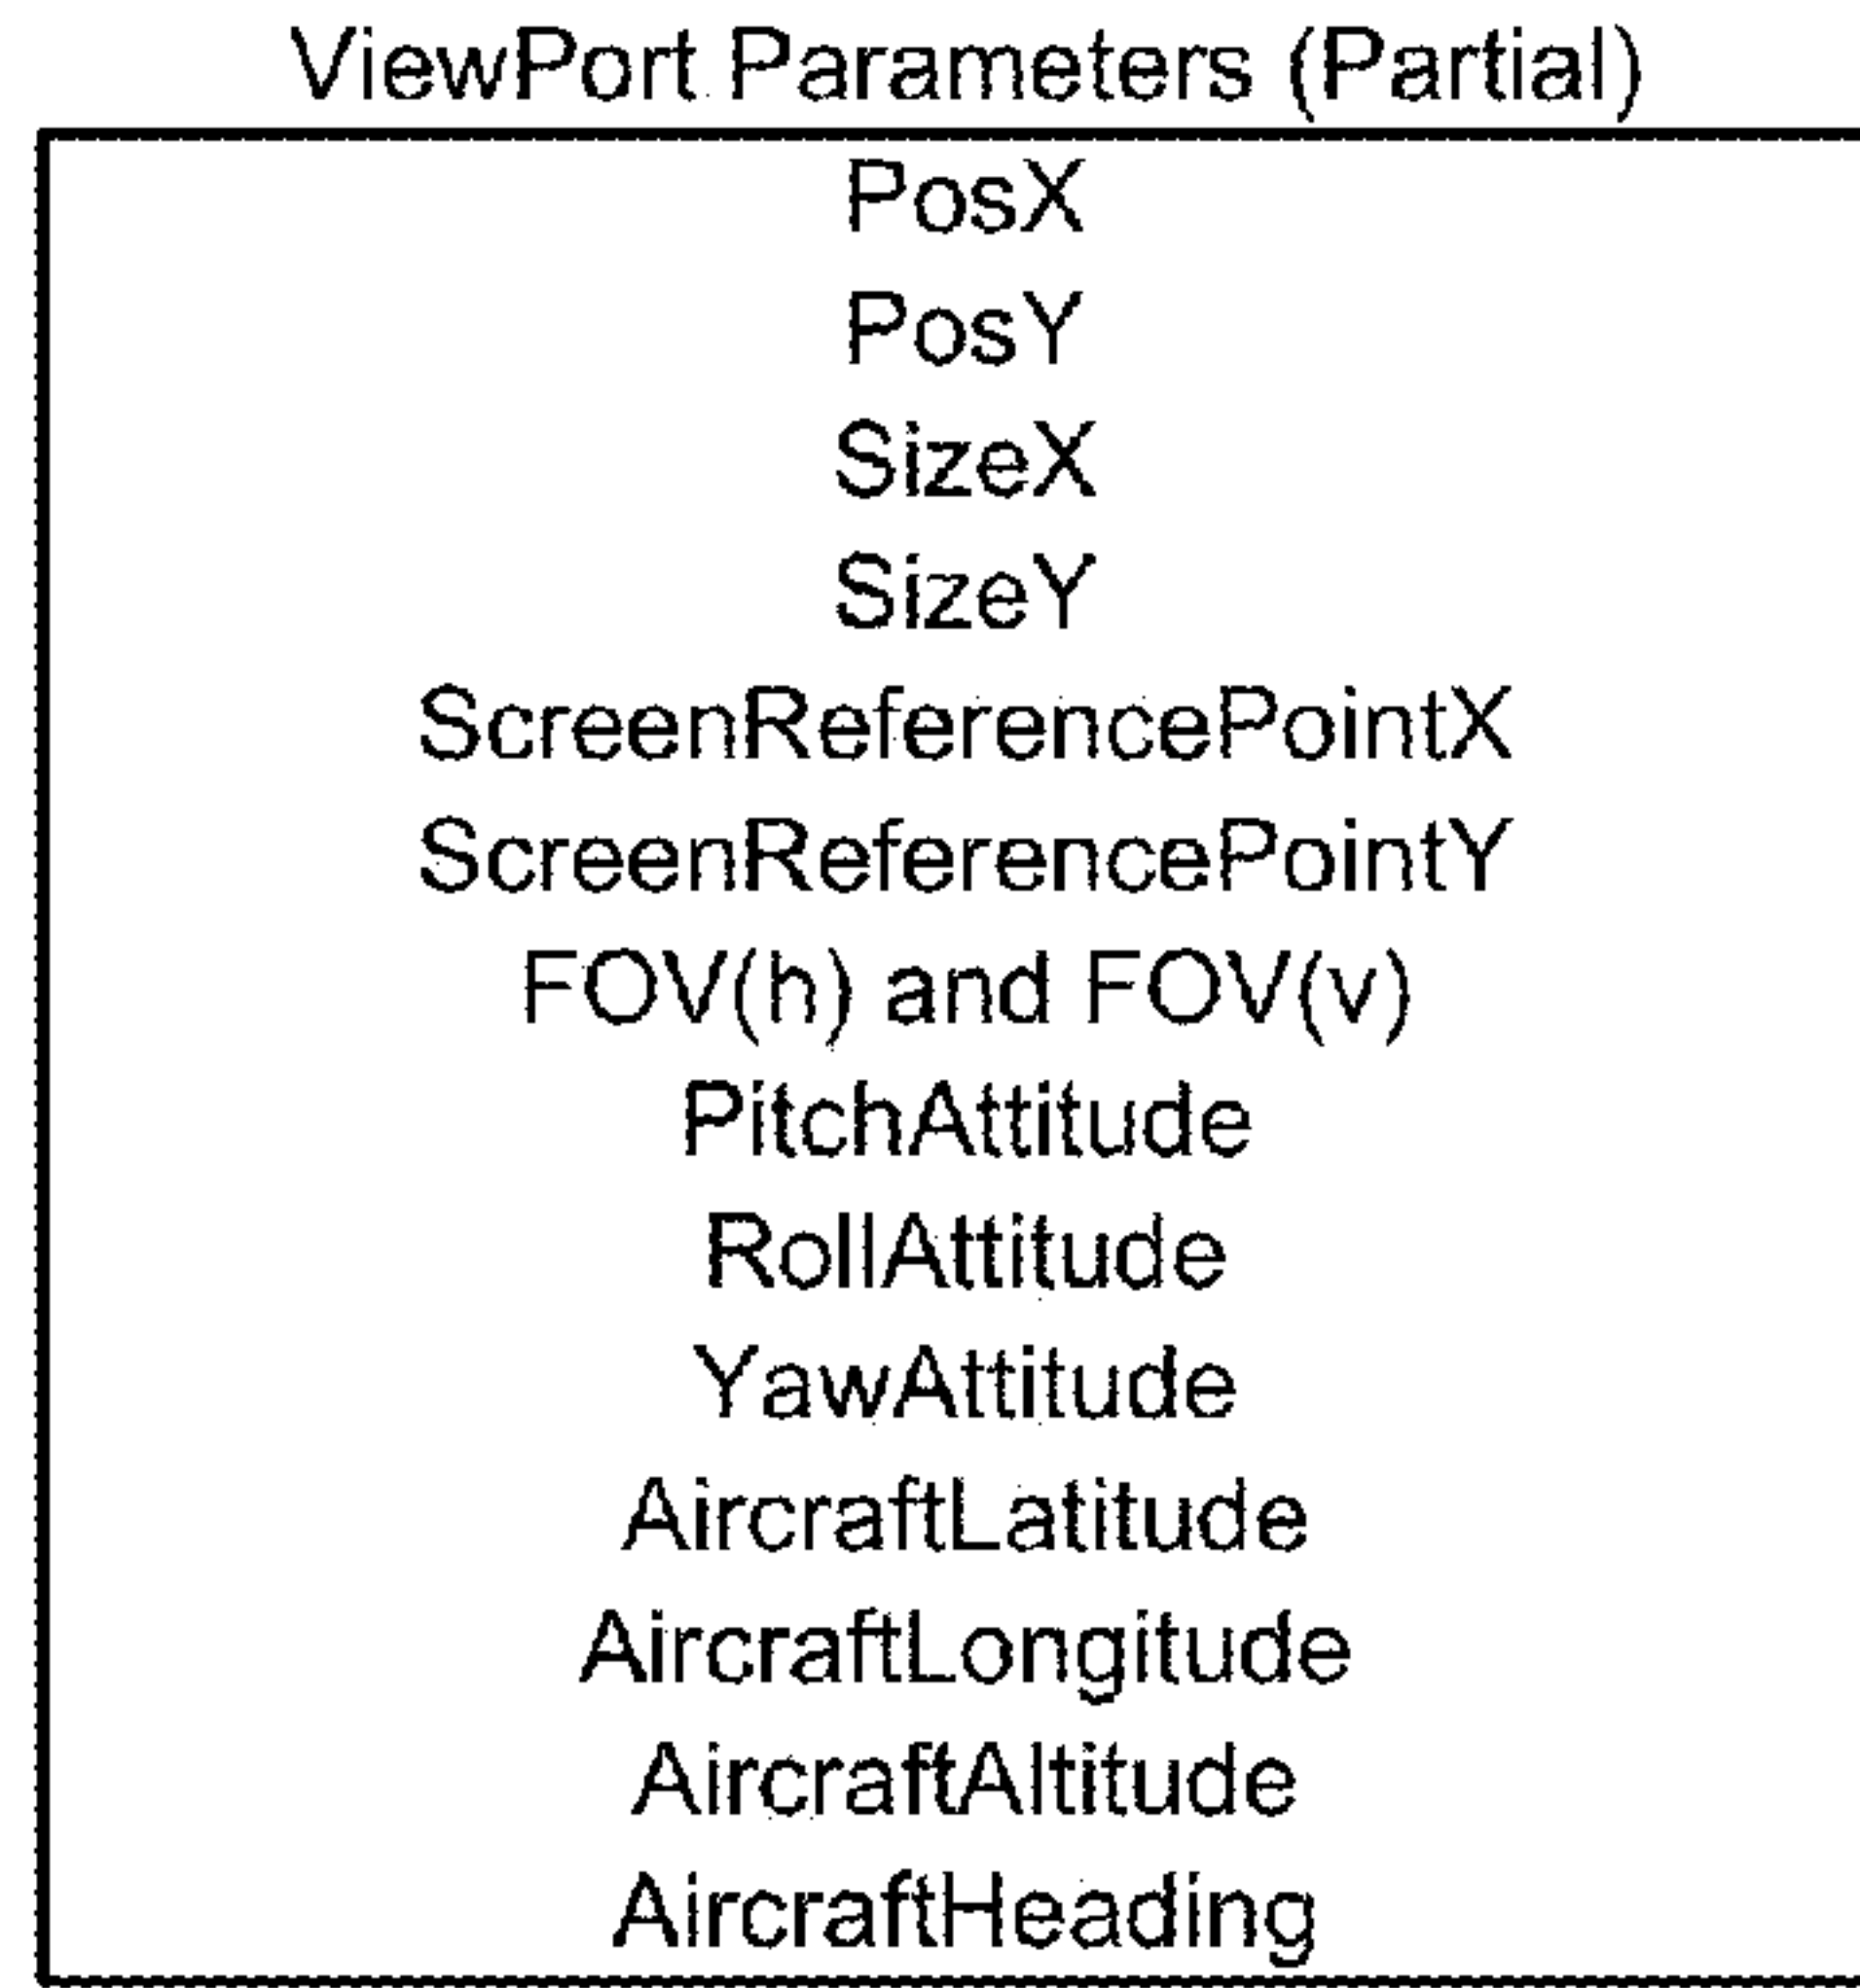 ViewPort Parameters (Partial)
PosX
PosY
SizeX
SizeY
ScreenReferencePointX
ScreenReferencePointY
FOV(h) and FOV(v)
PitchAttitude
RollAttitude
YawAttitude
AircraftLatitude
AircraftLongitude
AircraftAltitude
AircraftHeading